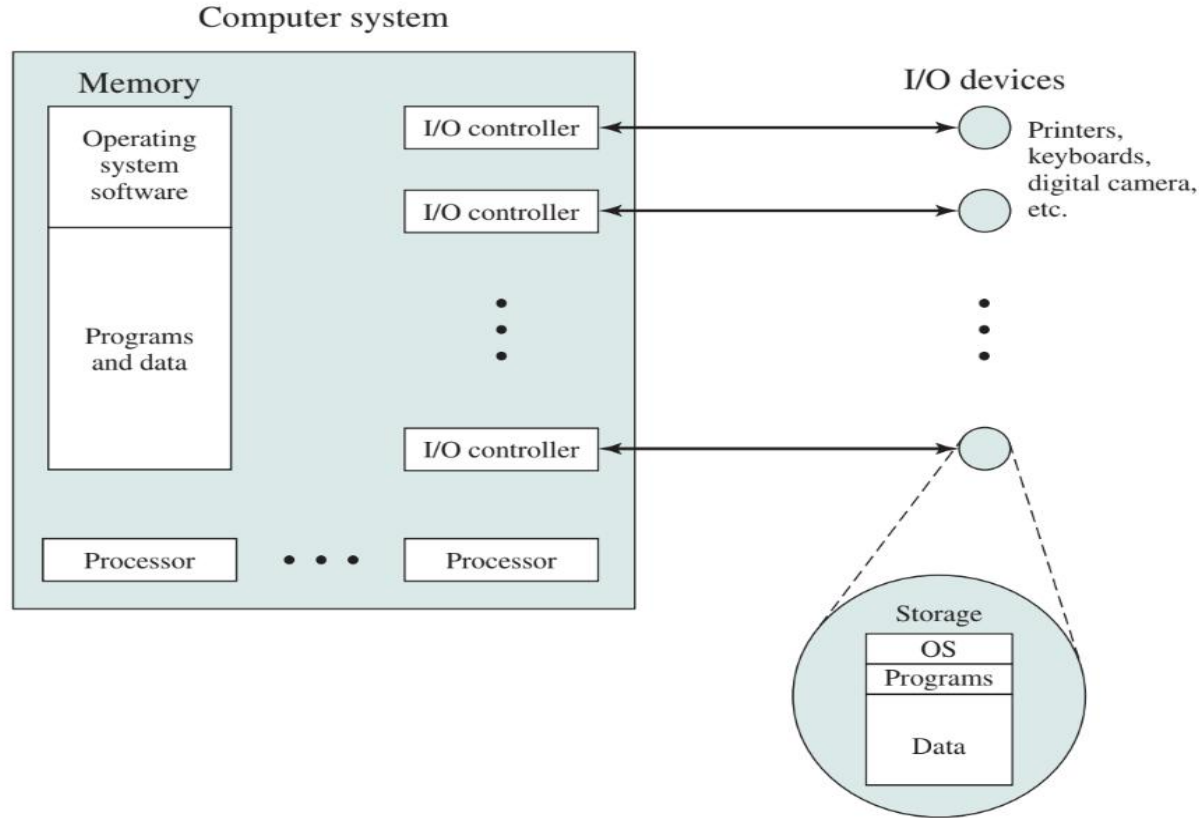 Computer system
Memory
Operating
system
software
Programs
and data
I/O controller
I/O controller
I/O controller
Processor
Processor
I/O devices
Printers,
keyboards,
digital camera,
etc.
Storage
OS
Programs
Data